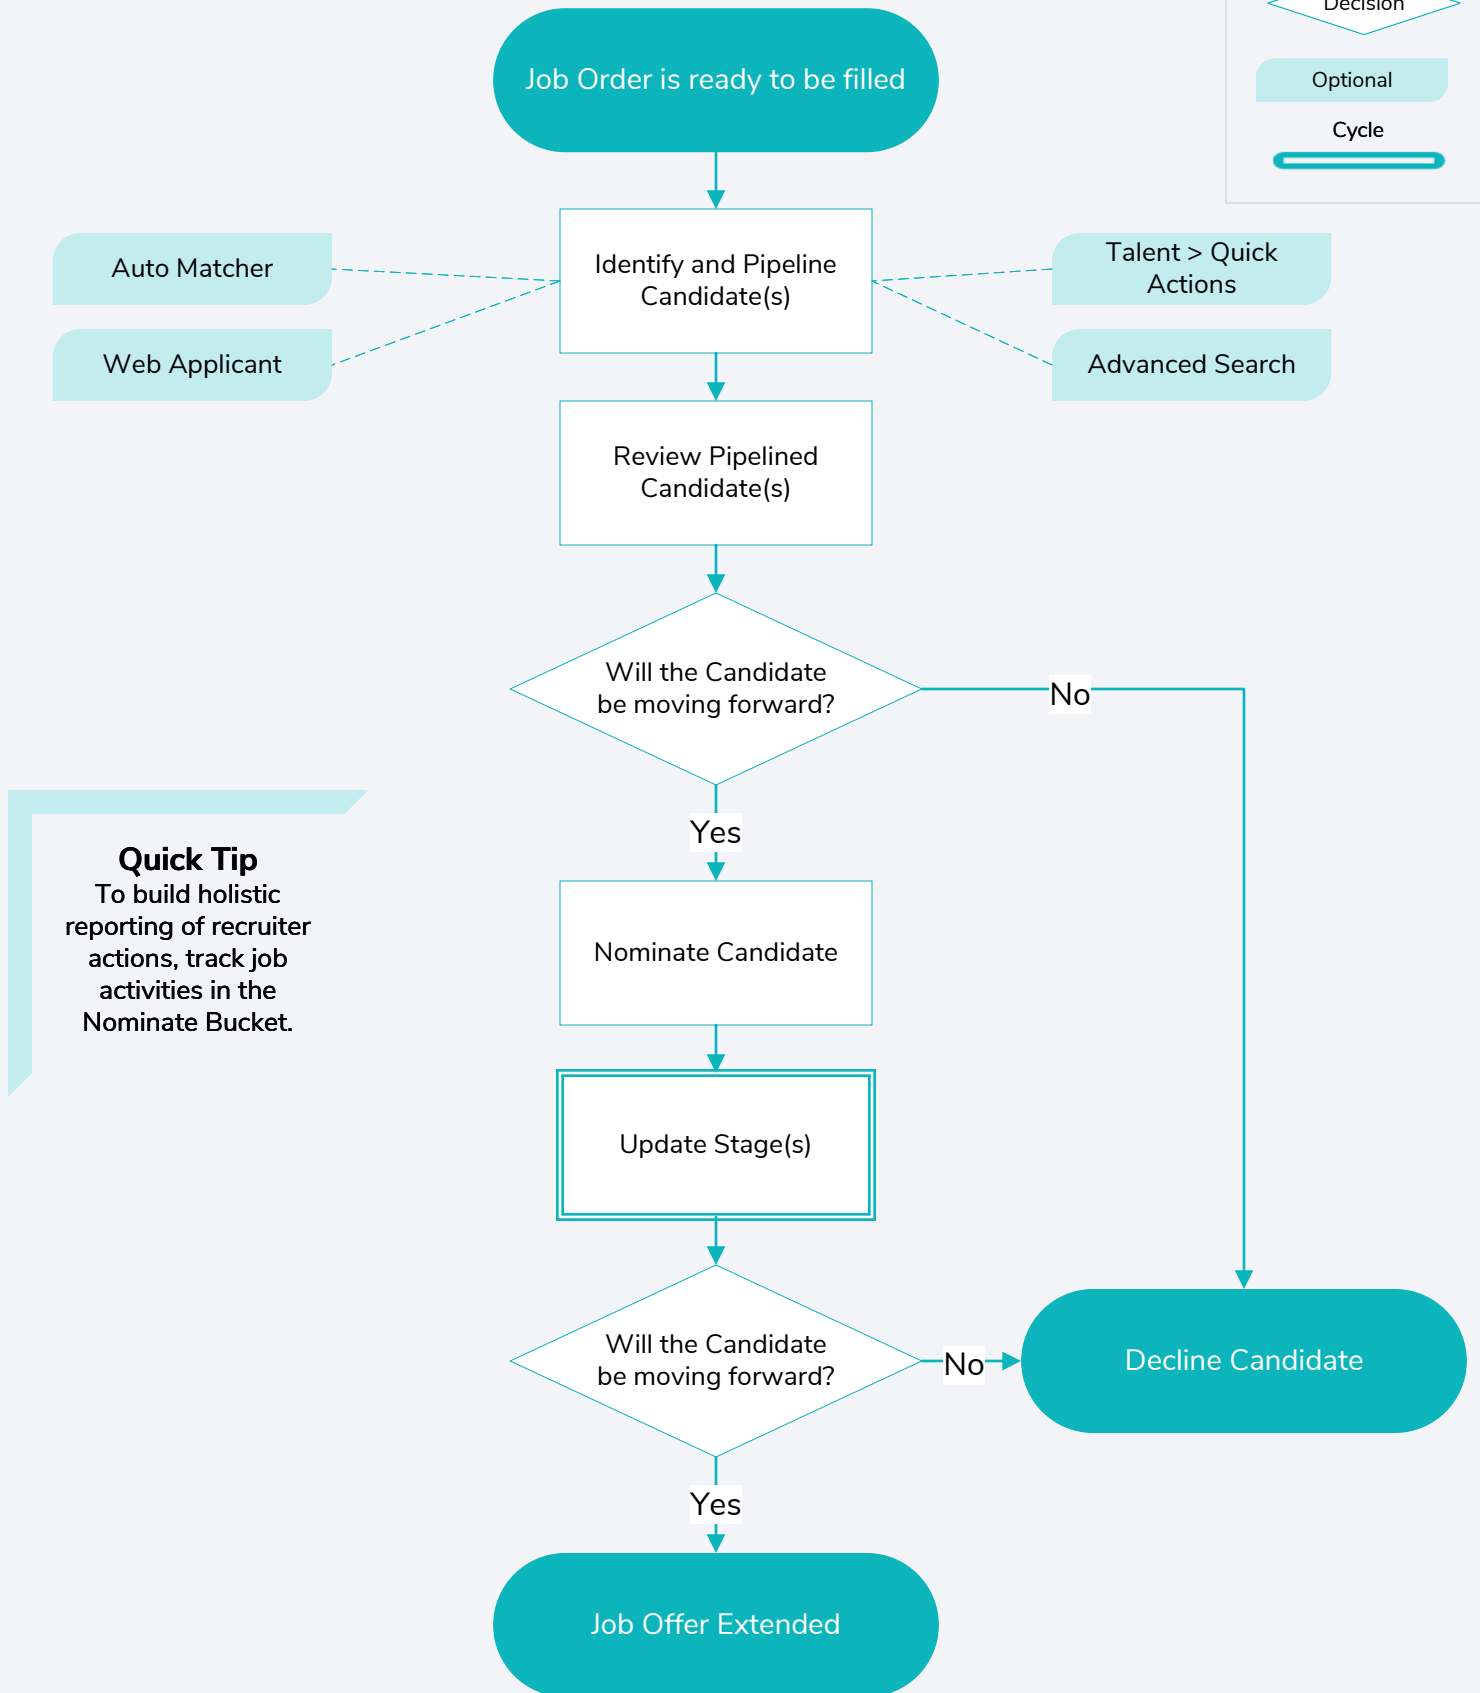 Decision
Optional
Cycle
Job Order is ready to be filled
Auto Matcher
Web Applicant
Identify and Pipeline
Candidate(s)
Talent > Quick
Actions
Advanced Search
Review Pipelined
Candidate(s)
Will the Candidate
be moving forward?
No
Yes
Quick Tip
To build holistic
reporting of recruiter
actions, track job
activities in the
Nominate Bucket.
Nominate Candidate
Update Stage(s)
Will the Candidate
be moving forward?
No
Decline Candidate
Yes
Job Offer Extended